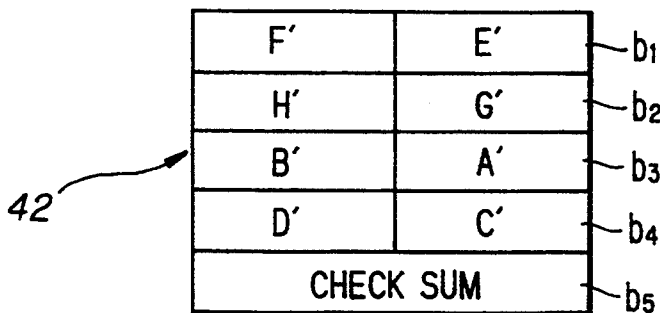 F′ E′ b1
H′ G′ b2
B′ A′ b3
42
D′ C′ b4
CHECK SUM b5